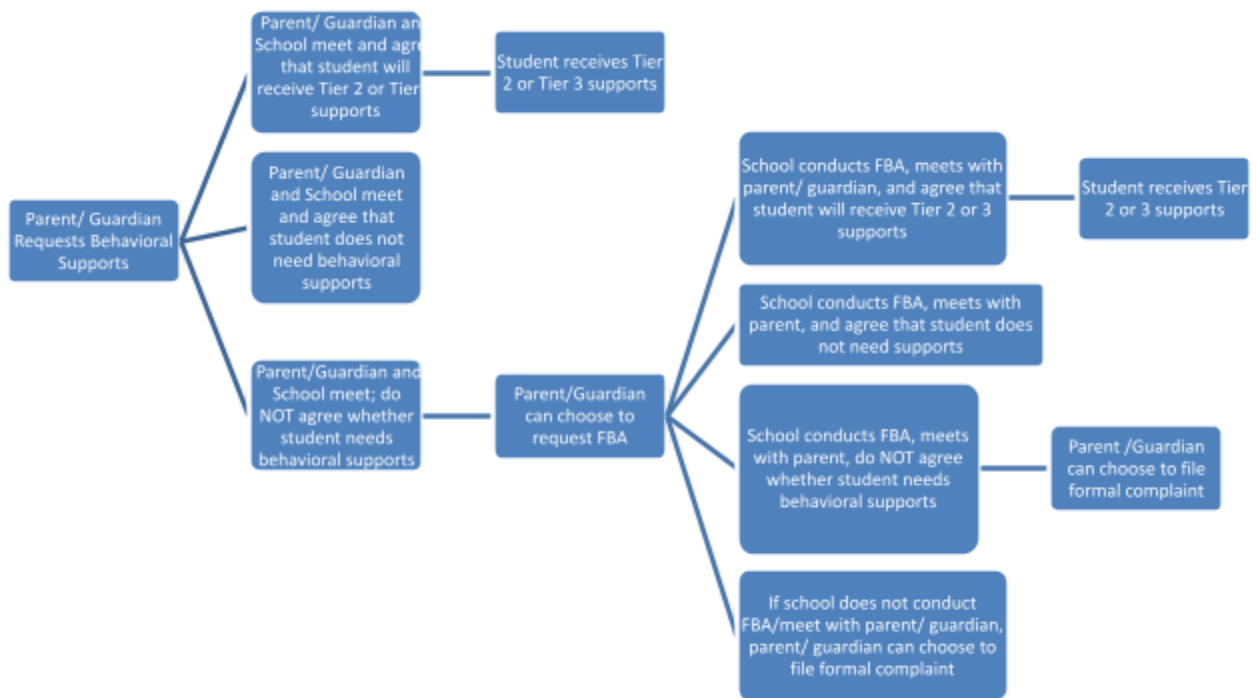 Parent/ Guardian
Requests Behavioral
Supports
Parent/ Guardian an
School meet and agre
that student will
receive Tier 2 or Tier
supports
Student receives Tier
2 or Tier 3 supports
Parent/ Guardian
and School meet
and agree that
student does not
need behavioral
supports
Parent/Guardian and
School meet; do
NOT agree whether
student needs
behavioral supports
Parent/Guardian
can choose to
request FBA
School conducts FBA, meets with
parent/ guardian, and agree that
student will receive Tier 2 or 3
supports
Student receives Tier
2 or 3 supports
School conducts FBA, meets with
parent, and agree that student does
not need supports
School conducts FBA, meets
with parent, do NOT agree
whether student needs
behavioral supports
Parent /Guardian
can choose to file
formal complaint
If school does not conduct
FBA/meet with parent/ guardian,
parent/ guardian can choose to
file formal complaint